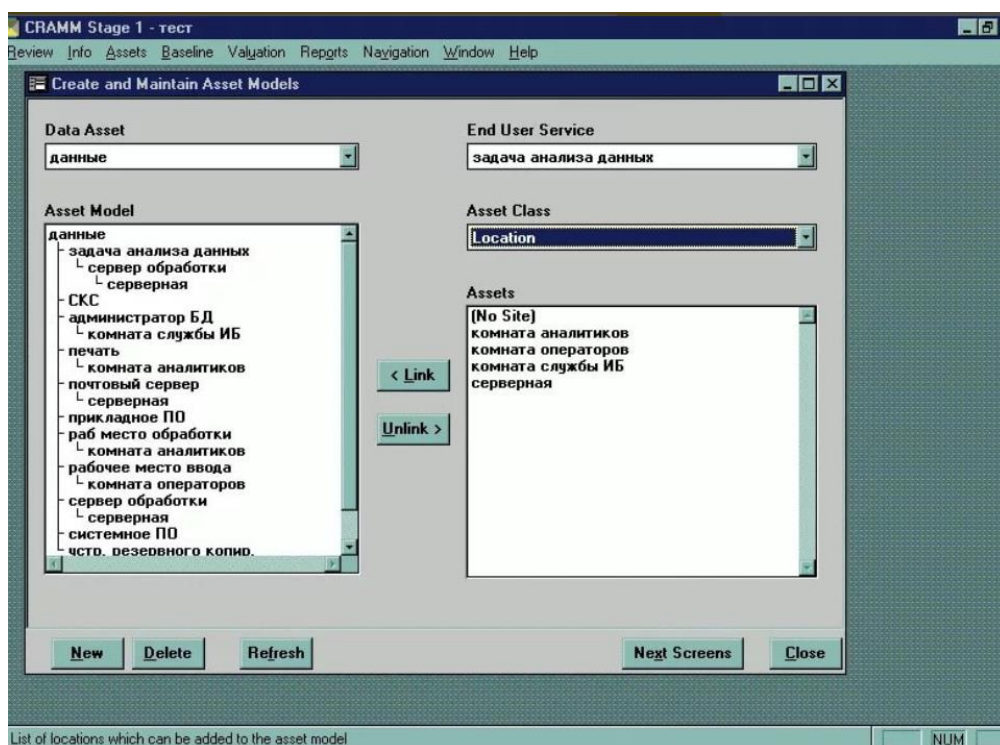 CRAMM Stage 1 - тест
Review Info Assets Baseline Valuation Reports Navigation Window Help
Create and Maintain Asset Models
Data Asset
данные
End User Service
задача анализа данных
Asset Model
данные
задача анализа данных
сервер обработки
серверная
СКС
администратор БД
комната службы ИБ
печать
комната аналитиков
почтовый сервер
серверная
прикладное ПО
раб место обработки
комната аналитиков
рабочее место ввода
комната операторов
сервер обработки
серверная
системное ПО
устр. резервного копир.
Asset Class
Location
Assets
(No Site)
комната аналитиков
комната операторов
комната службы ИБ
серверная
< Link
Unlink >
New Delete Refresh Next Screens Close
List of locations which can be added to the asset model NUM